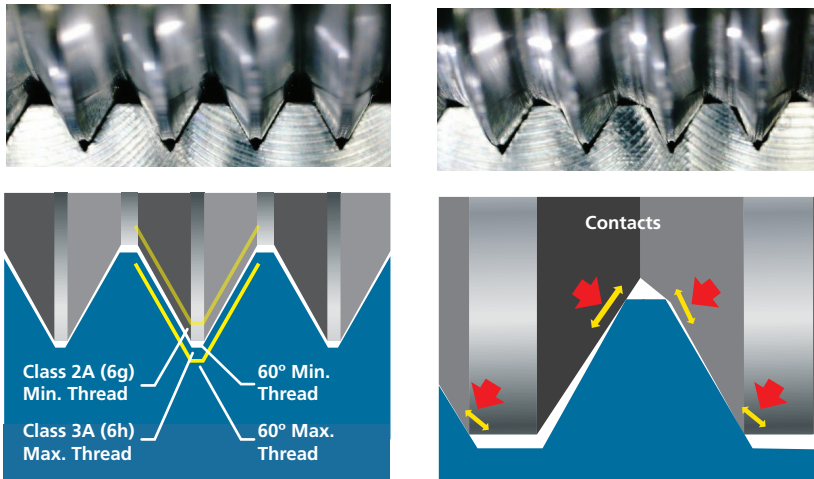 Contacts
Class 2A (6g)
Min. Thread
60º Min.
Thread
Class 3A (6h)
Max. Thread
60º Max.
Thread